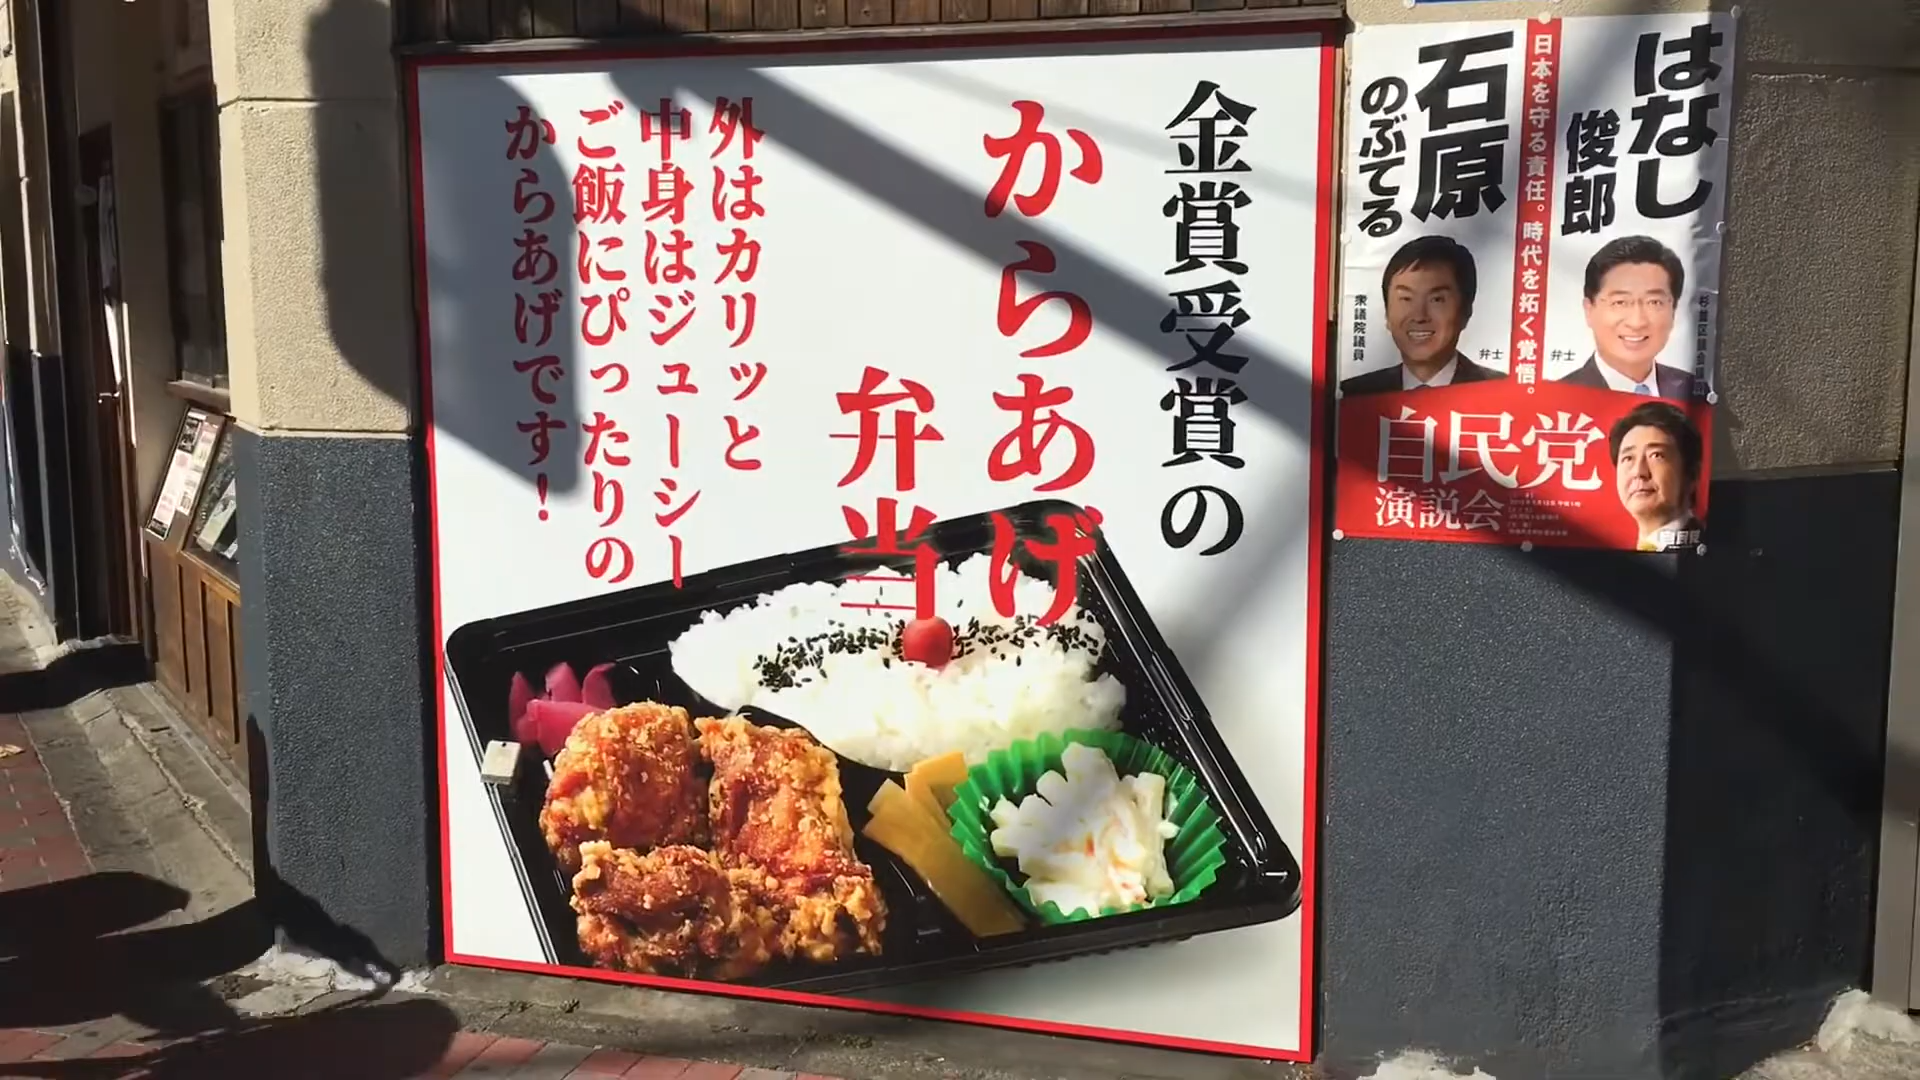 金賞受賞の
からあげ
弁当
外はカリッと
中身はジューシー
ご飯にぴったりの
からあげです！
はなし
俊郎
日本を守る責任。時代を拓く覚悟。
石原
のぶてる
衆議院議員
弁士
弁士
自民党
演説会
自民党